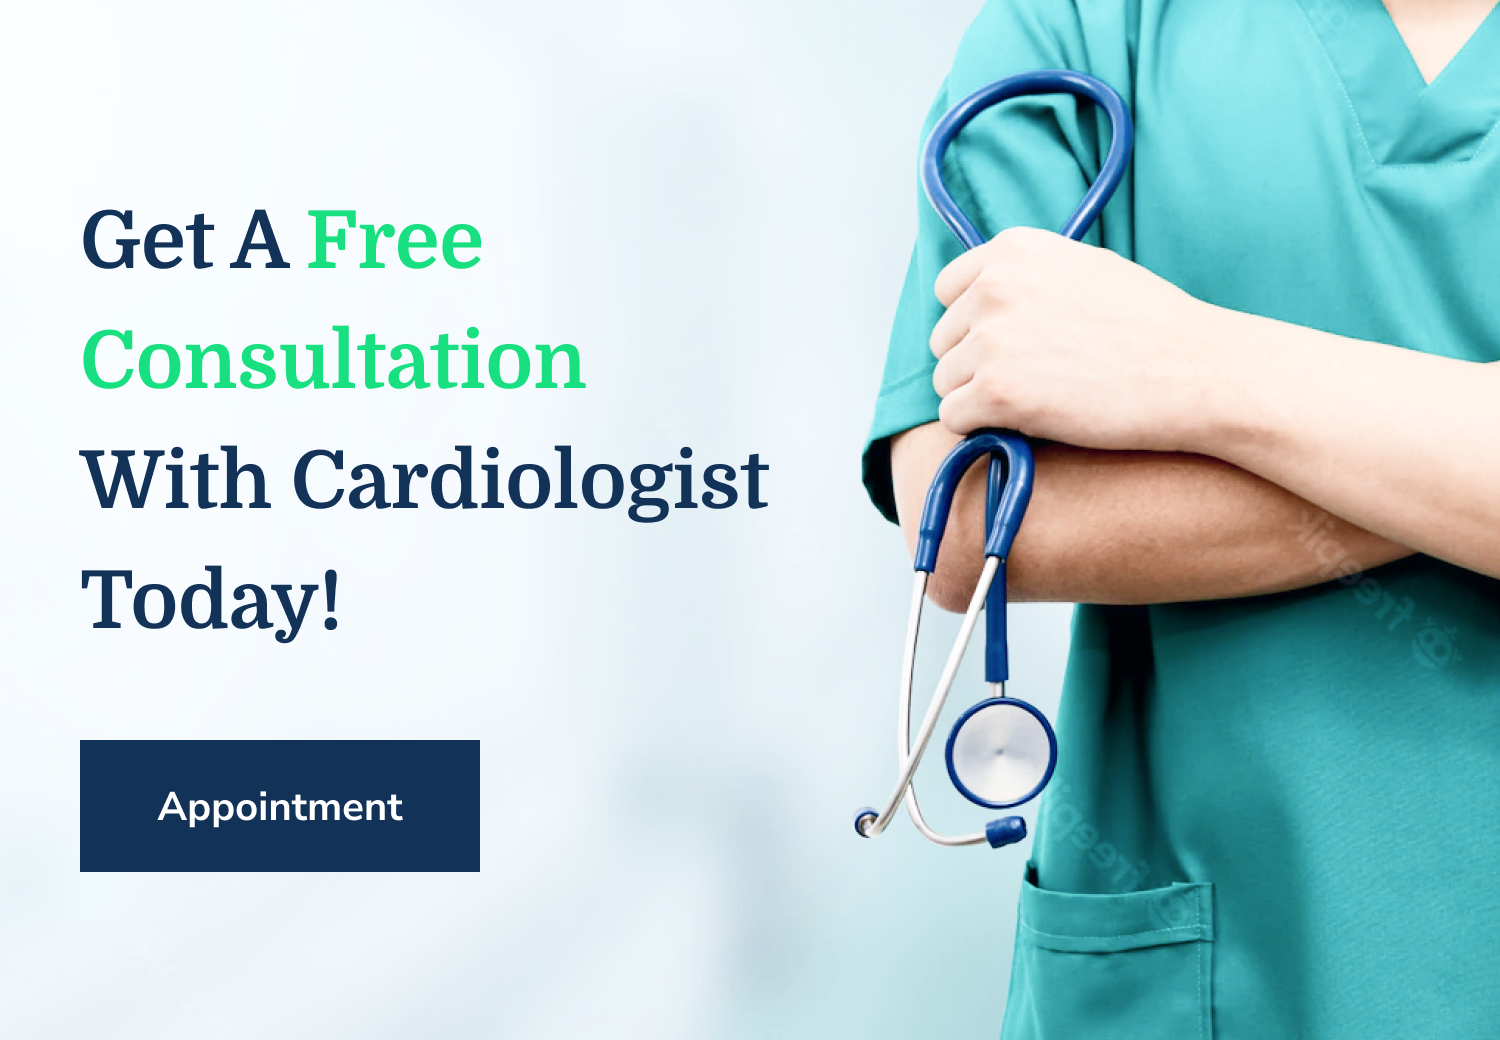 Get A Free
Consultation
With Cardiologist
Today!
Appointment